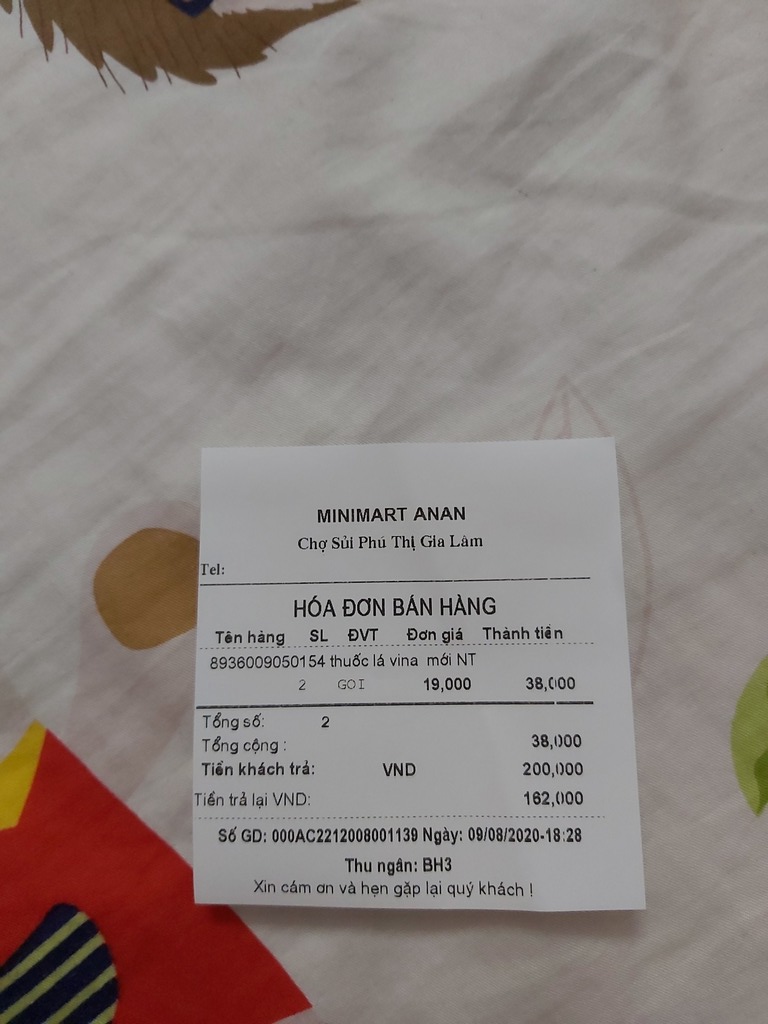 MINIMART ANAN
Chợ Sủi Phú Thị Gia Lâm
Tel:
HÓA ĐƠN BÁN HÀNG
Tên hàng SL ĐVT Đơn giá Thành tiền
8936009050154 thuốc lá vina mới NT
2 GOI 19,000 38,000
Tổng số: 2
Tổng cộng : 38,000
Tiền khách trả: VND 200,000
Tiền trả lại VND: 162,000
Số GD: 000AC2212008001139 Ngày: 09/08/2020-18:28
Thu ngân: BH3
Xin cám ơn và hẹn gặp lại quý khách !